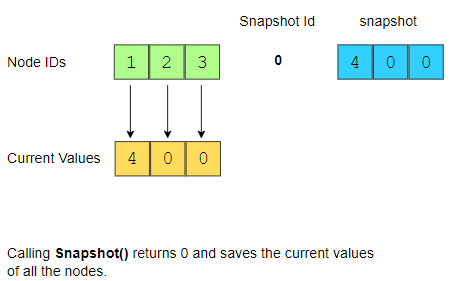 Snapshot Id snapshot
Node IDs 1 2 3 0 4 0 0
Current Values 4 0 0
Calling Snapshot() returns 0 and saves the current values
of all the nodes.